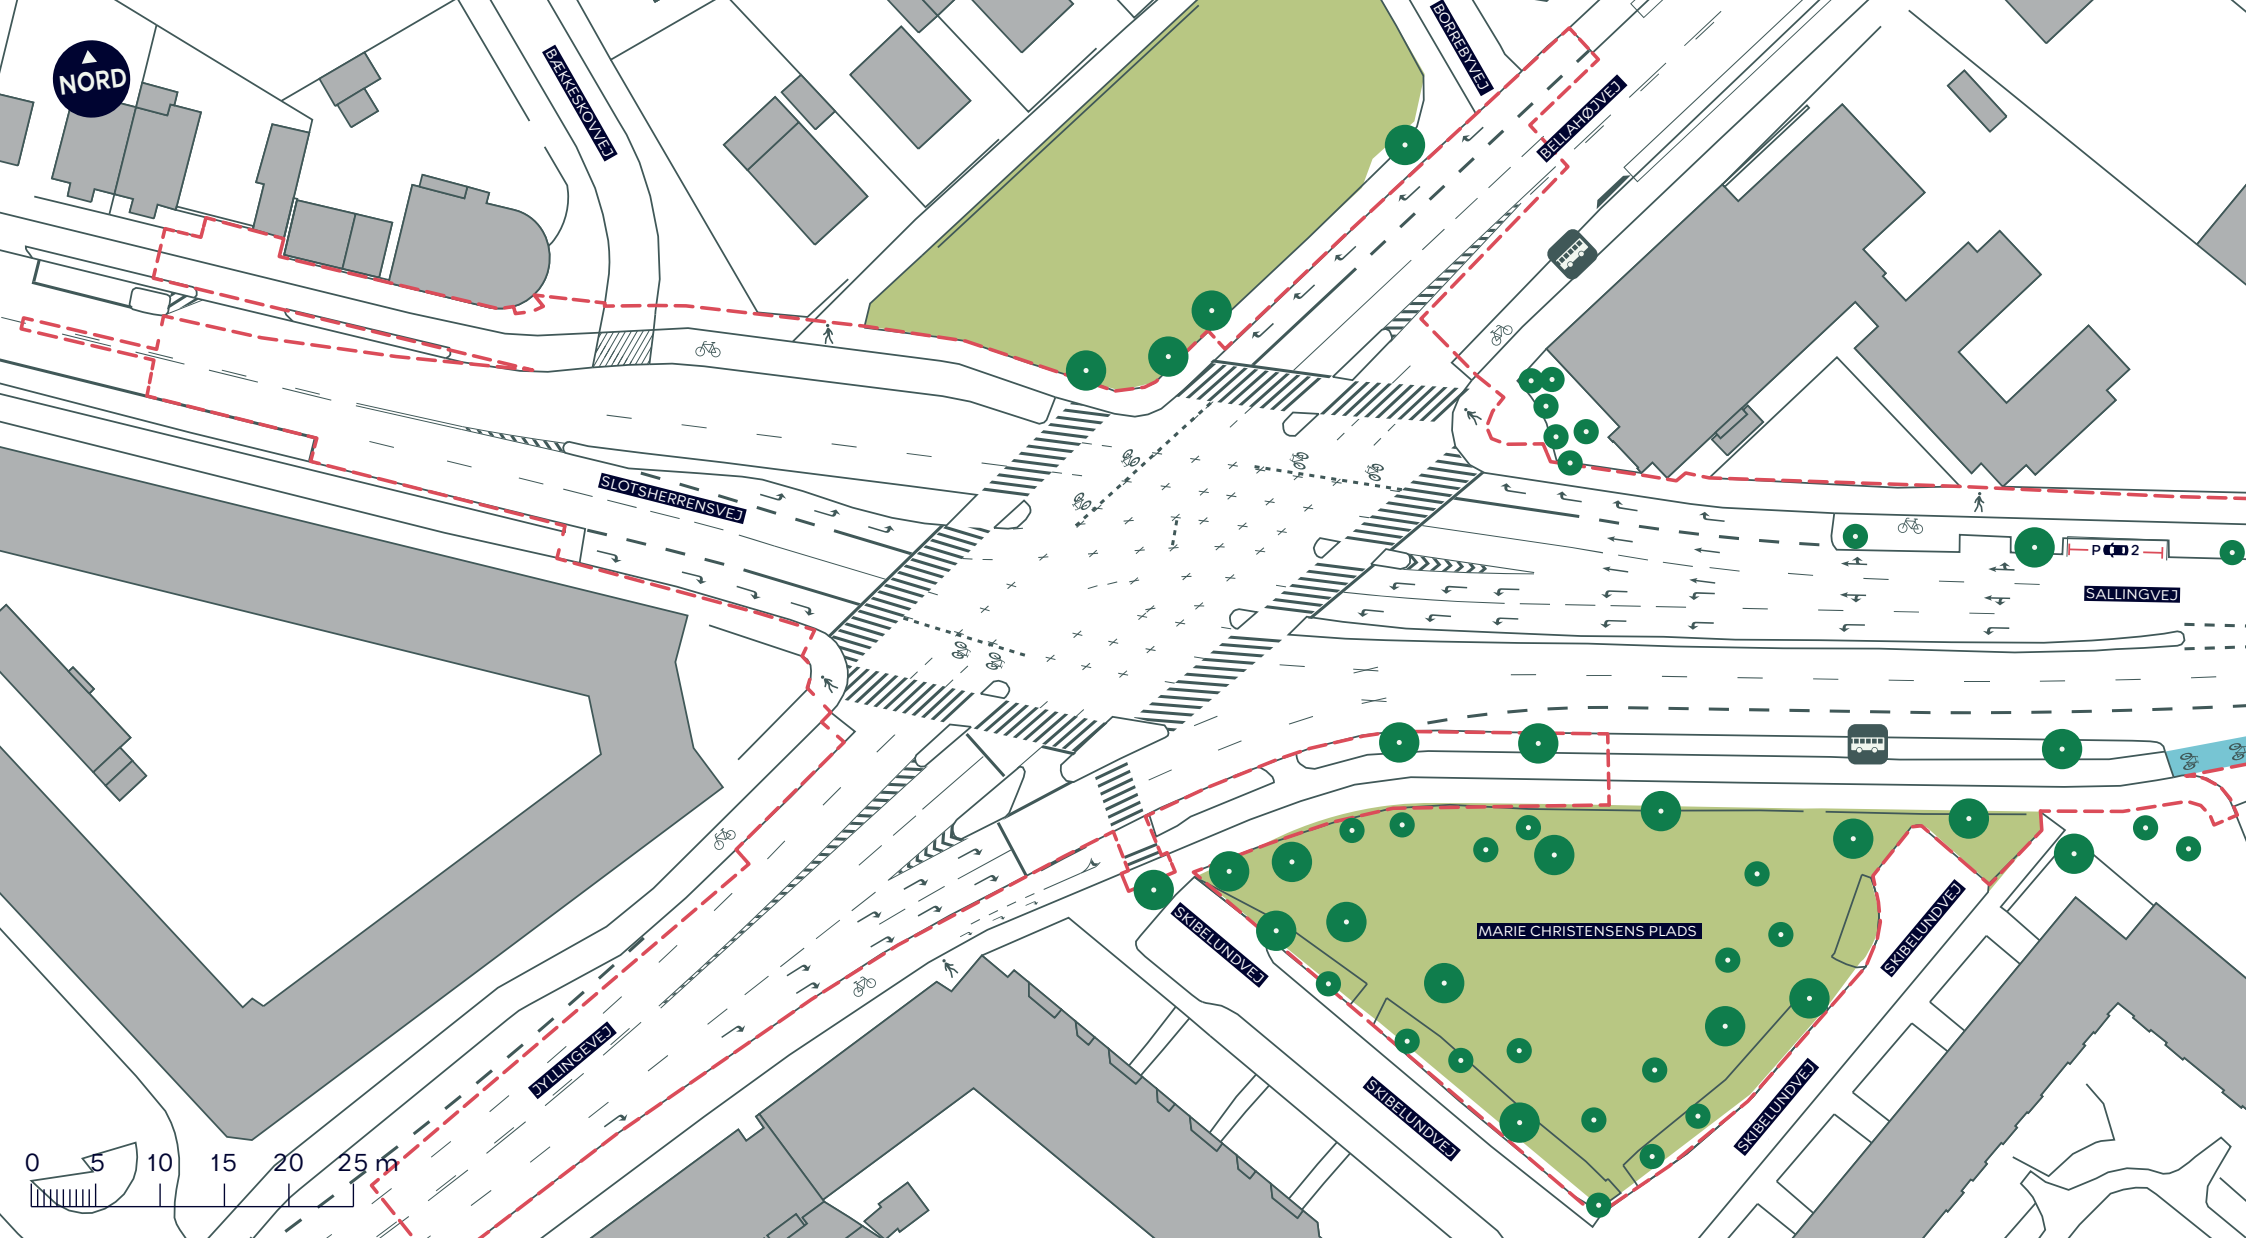 NORD
BÆKKESKOVVEJ
BORREBYVEJ
BELLAHØJVEJ
SLOTSHERRENSVEJ
P 2
SALLINGVEJ
SKIBELUNDVEJ
MARIE CHRISTENSENS PLADS
SKIBELUNDVEJ
JYLLINGEVEJ
SKIBELUNDVEJ
SKIBELUNDVEJ
0 5 10 15 20 25 m